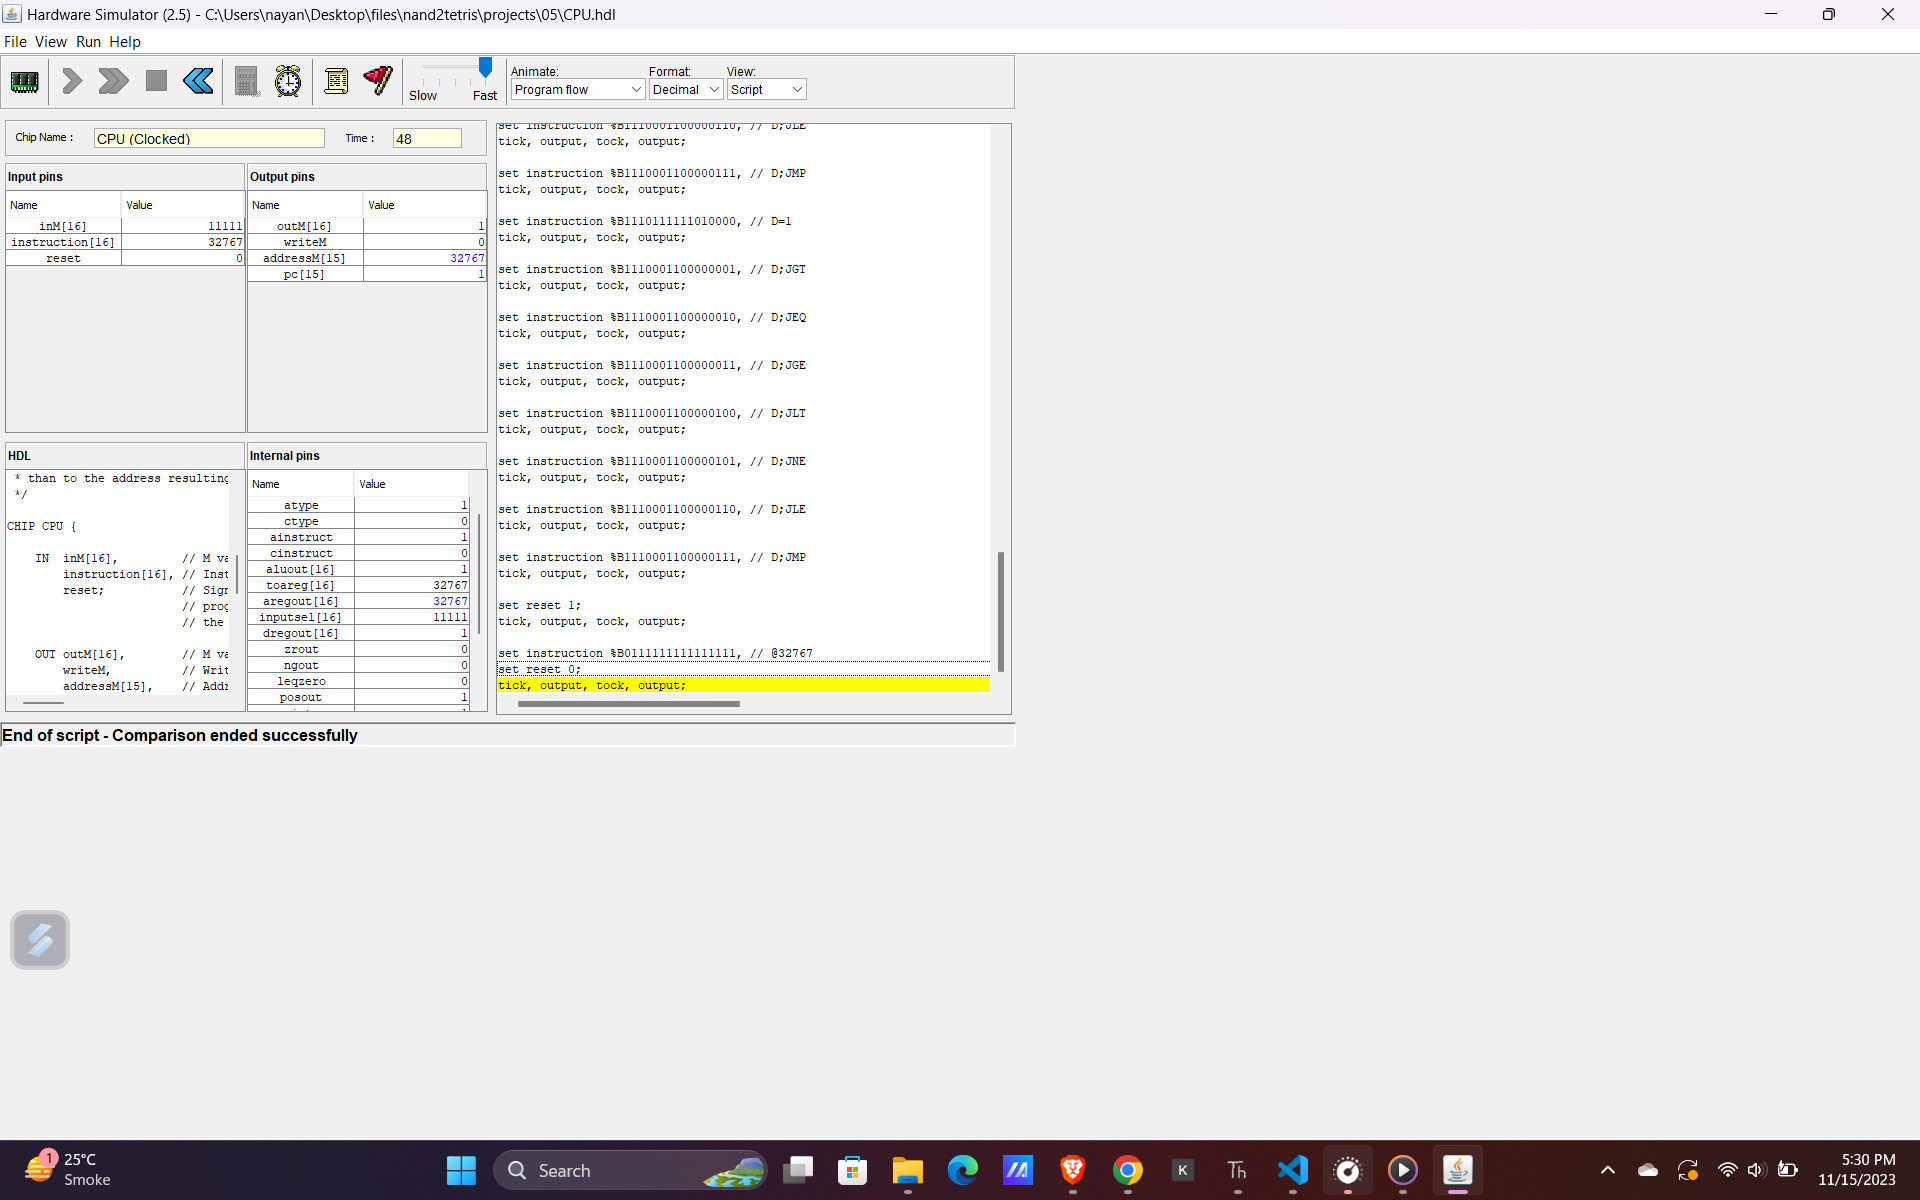 Hardware Simulator (2.5) - C:\Users\nayan\Desktop\files\nand2tetris\projects\05\CPU.hdl
File View Run Help
Slow Fast
Animate: Format: View:
Program flow Decimal Script
Chip Name : CPU (Clocked) Time : 48
Input pins
Name Value
inM[16] 11111
instruction[16] 32767
reset 0
Output pins
Name Value
outM[16] 1
writeM 0
addressM[15] 32767
pc[15] 1
HDL
* than to the address resulting
*/
CHIP CPU {
IN inM[16], // M va
instruction[16], // Inst
reset; // Sign
// prog
// the
OUT outM[16], // M va
writeM, // Writ
addressM[15], // Addr
Internal pins
Name Value
atype 1
ctype 0
ainstruct 1
cinstruct 0
aluout[16] 1
toareg[16] 32767
aregout[16] 32767
inputsel[16] 11111
dregout[16] 1
zrout 0
ngout 0
leqzero 0
posout 1
set instruction %B1110001100000110, // D;JLE
tick, output, tock, output;
set instruction %B1110001100000111, // D;JMP
tick, output, tock, output;
set instruction %B1110111111010000, // D=1
tick, output, tock, output;
set instruction %B1110001100000001, // D;JGT
tick, output, tock, output;
set instruction %B1110001100000010, // D;JEQ
tick, output, tock, output;
set instruction %B1110001100000011, // D;JGE
tick, output, tock, output;
set instruction %B1110001100000100, // D;JLT
tick, output, tock, output;
set instruction %B1110001100000101, // D;JNE
tick, output, tock, output;
set instruction %B1110001100000110, // D;JLE
tick, output, tock, output;
set instruction %B1110001100000111, // D;JMP
tick, output, tock, output;
set reset 1;
tick, output, tock, output;
set instruction %B0111111111111111, // @32767
set reset 0;
tick, output, tock, output;
End of script - Comparison ended successfully
1
25°C
Smoke
Search
K
Th
5:30 PM
11/15/2023